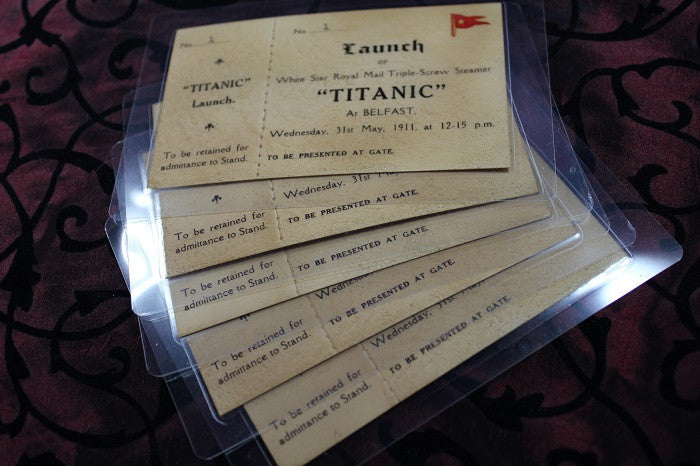 No 1
"TITANIC"
Launch.
To be retained for
admittance to Stand.
No 1
Launch
OF
White Star Royal Mail Triple-Screw Steamer
"TITANIC"
At BELFAST,
Wednesday, 31st May, 1911, at 12-15 p.m.
TO BE PRESENTED AT GATE.
To be retained for
admittance to Stand.
Wednesday, 31st
TO BE PRESENTED AT GATE.
To be retained for
admittance to Stand.
TO BE PRESENTED AT GATE.
To be retained for
admittance to Stand.
Wednesday,
TO BE PRESENTED AT GATE.
To be retained for
admittance to Stand.
Wednesday, 31st
TO BE PRESENTED AT GATE.